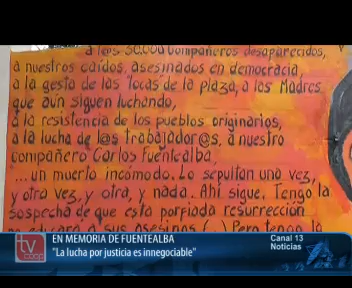 a l@s 30.000 compañeros desaparecidos,
a nuestros caídos, asesinados en democracia,
a la gesta de las "locas" de la plaza, a las Madres
que aún siguen luchando,
a la resistencia de los pueblos originarios,
a la lucha de l@s trabajador@s, a nuestro
compañero Carlos Fuentealba,
"... un muerto incómodo. Lo sepultan una vez,
y otra vez, y otra, y nada. Ahí sigue. Tengo la
sospecha de que esta porfiada resurrección
a sus asesinos (...) Pero tengo la
tv
EN MEMORIA DE FUENTEALBA
"La lucha por justicia es innegociable"
Canal 13
Noticias